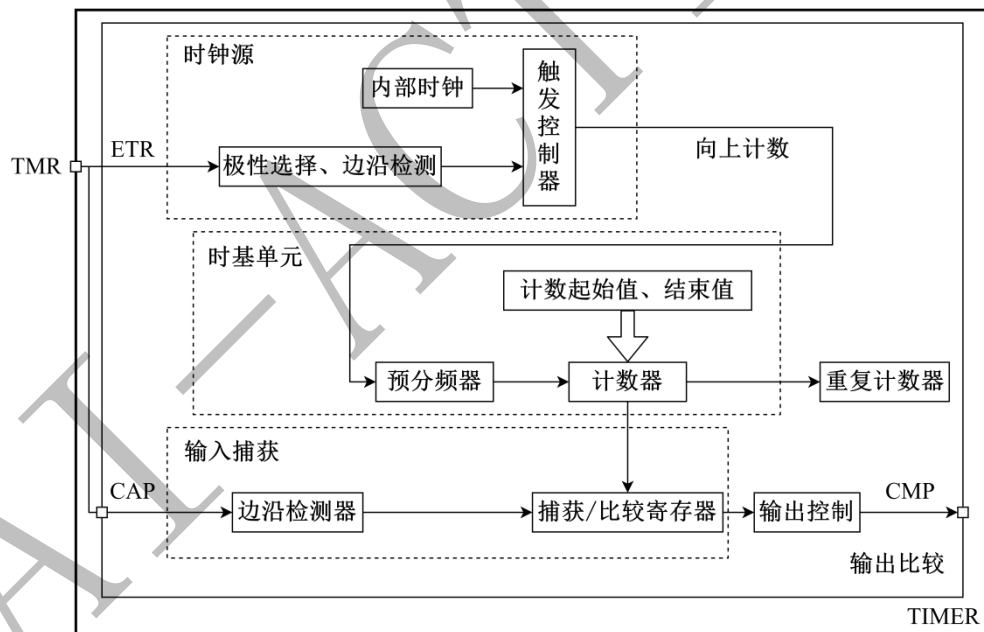 时钟源
内部时钟
触发控制器
TMR
ETR
极性选择、边沿检测
向上计数
时基单元
计数起始值、结束值
预分频器
计数器
重复计数器
输入捕获
CAP
边沿检测器
捕获/比较寄存器
输出控制
CMP
输出比较
TIMER
AI-ACT